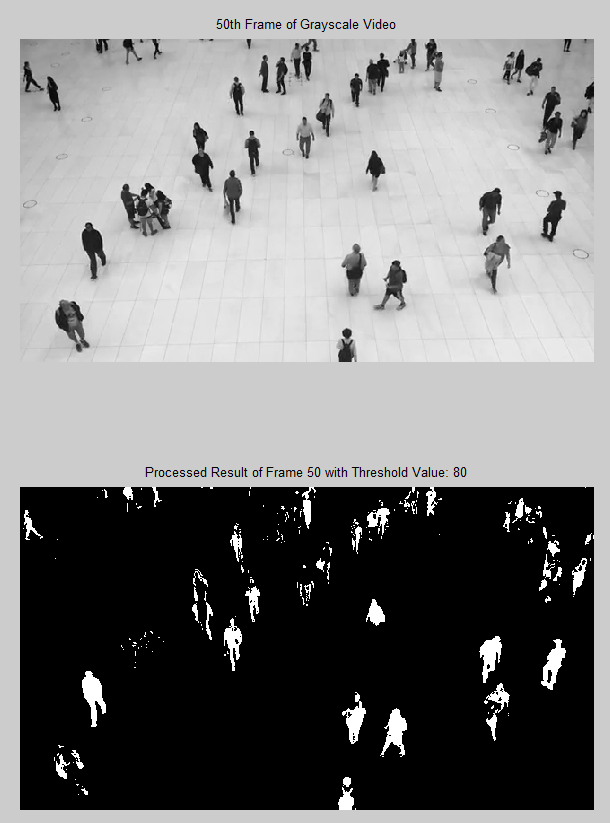 50th Frame of Grayscale Video
Processed Result of Frame 50 with Threshold Value: 80